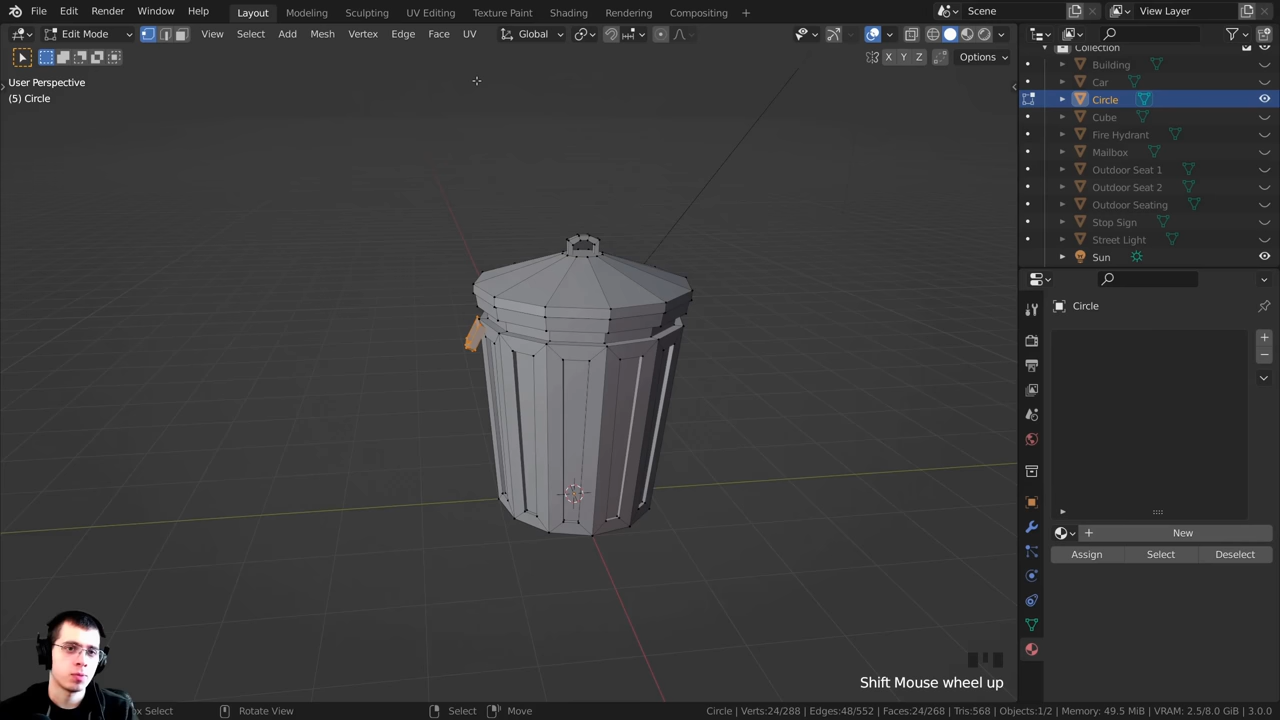 File Edit Render Window Help
Layout Modeling Sculpting UV Editing Texture Paint Shading Animation Rendering Compositing +
Scene View Layer
Edit Mode View Select Add Mesh Vertex Edge Face UV Global
X Y Z Options
User Perspective
(5) Circle
Collection
Building
Car
Circle
Cube
Fire Hydrant
Mailbox
Outdoor Seat 1
Outdoor Seat 2
Outdoor Seating
Stop Sign
Street Light
Sun
Circle
+ New
Assign Select Deselect
Shift Mouse wheel up
ox Select Rotate View Select Move Circle | Verts:24/288 | Edges:48/552 | Faces:24/268 | Tris:568 | Objects:1/2 | Memory: 49.5 MiB | VRAM: 2.5/8.0 GiB | 3.0.0